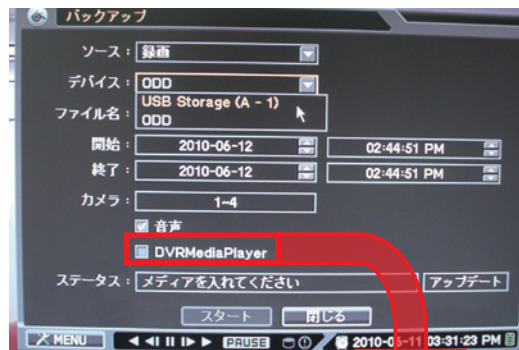 バックアップ
ソース : 録画
デバイス : ODD
USB Storage (A - 1)
ODD
ファイル名 :
開始 : 2010-06-12 02:44:51 PM
終了 : 2010-06-12 02:44:51 PM
カメラ : 1~4
音声
DVRMediaPlayer
ステータス : メディアを入れてください アップデート
スタート 閉じる
MENU PAUSE 2010-06-11 03:31:23 PM